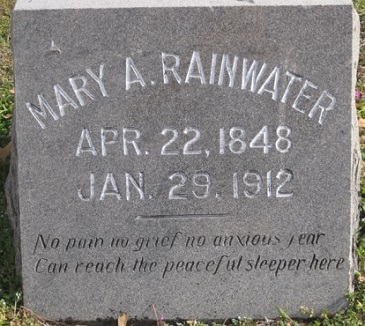 MARY A. RAINWATER
APR. 22, 1848
JAN. 29, 1912
No pain no grief no anxious fear
Can reach the peaceful sleeper here